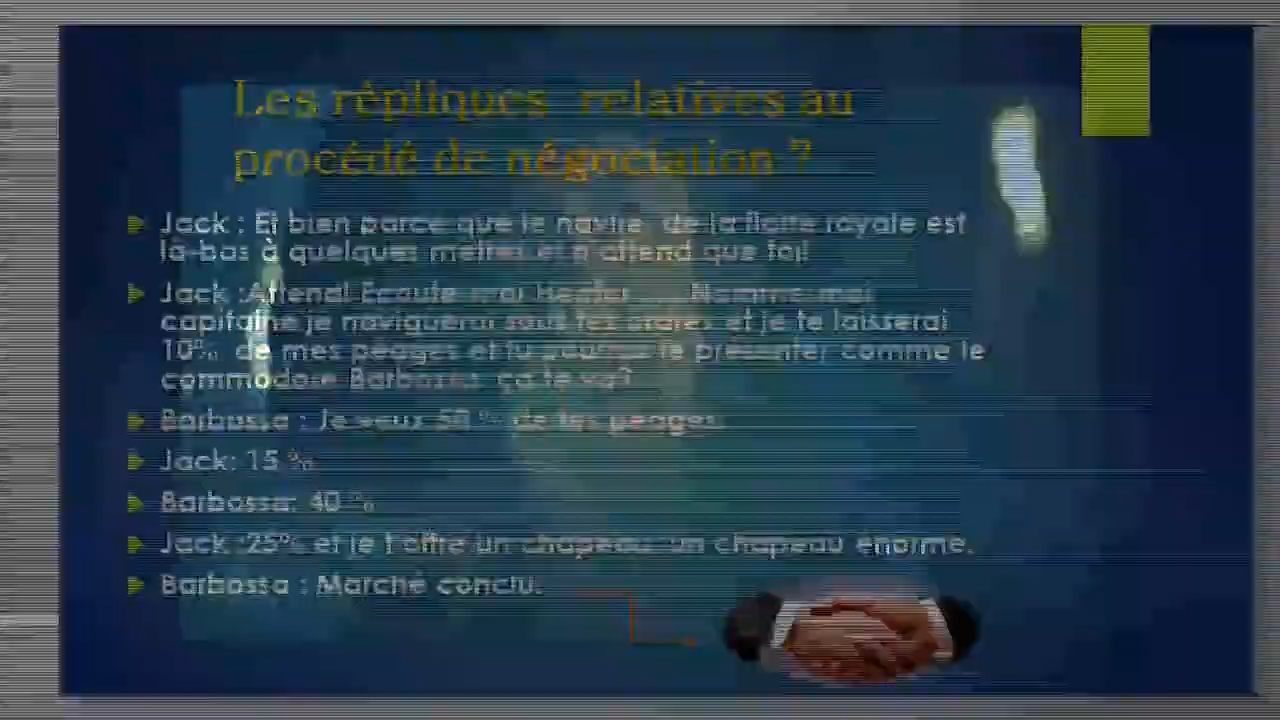 Les répliques relatives au
procédé de négociation ?
Jack : Et bien parce que le navire de la flotte royale est
là-bas à quelques mètres et n'attend que toi!
Jack :Attend! Ecoute moi Hector ... Nomme moi
capitaine je naviguerai sous tes ordres et je te laisserai
10% de mes péages et tu pourras te présenter comme le
commodore Barbossa ça te va?
Barbossa : Je veux 50 % de tes péages.
Jack: 15 %
Barbossa: 40 %
Jack :25% et je t'offre un chapeau un chapeau énorme.
Barbossa : Marché conclu.